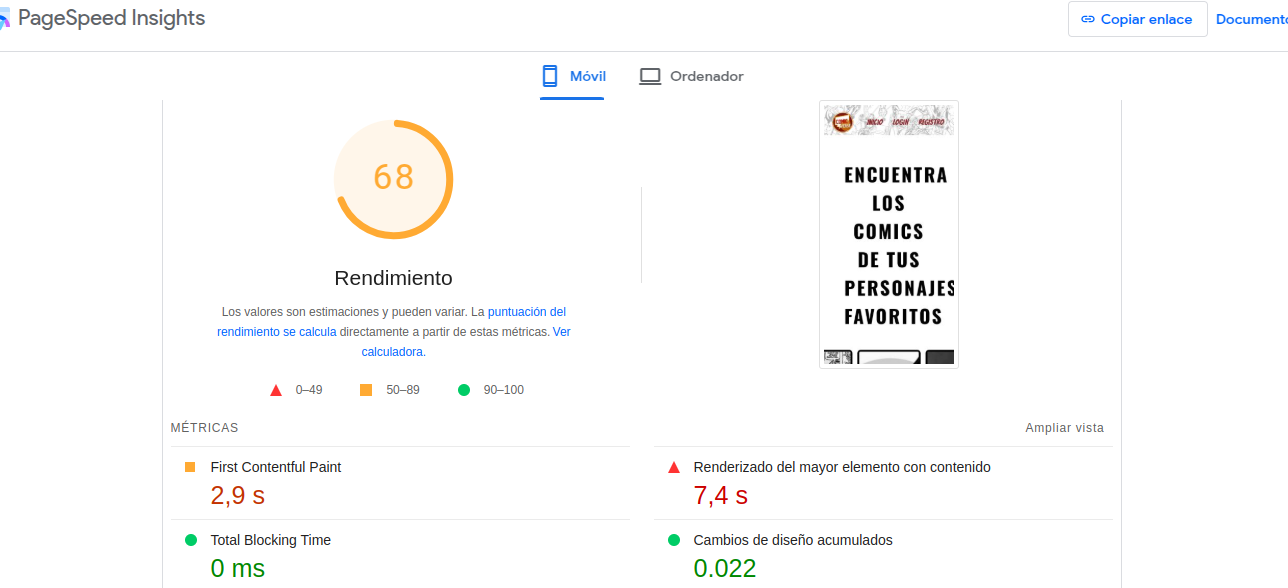 PageSpeed Insights
Copiar enlace
Documento
Móvil
Ordenador
68
Rendimiento
Los valores son estimaciones y pueden variar. La puntuación del
rendimiento se calcula directamente a partir de estas métricas. Ver
calculadora.
0–49
50–89
90–100
INICIO LOGIN REGISTRO
ENCUENTRA
LOS
COMICS
DE TUS
PERSONAJES
FAVORITOS
MÉTRICAS
Ampliar vista
First Contentful Paint
2,9 s
Renderizado del mayor elemento con contenido
7,4 s
Total Blocking Time
0 ms
Cambios de diseño acumulados
0.022